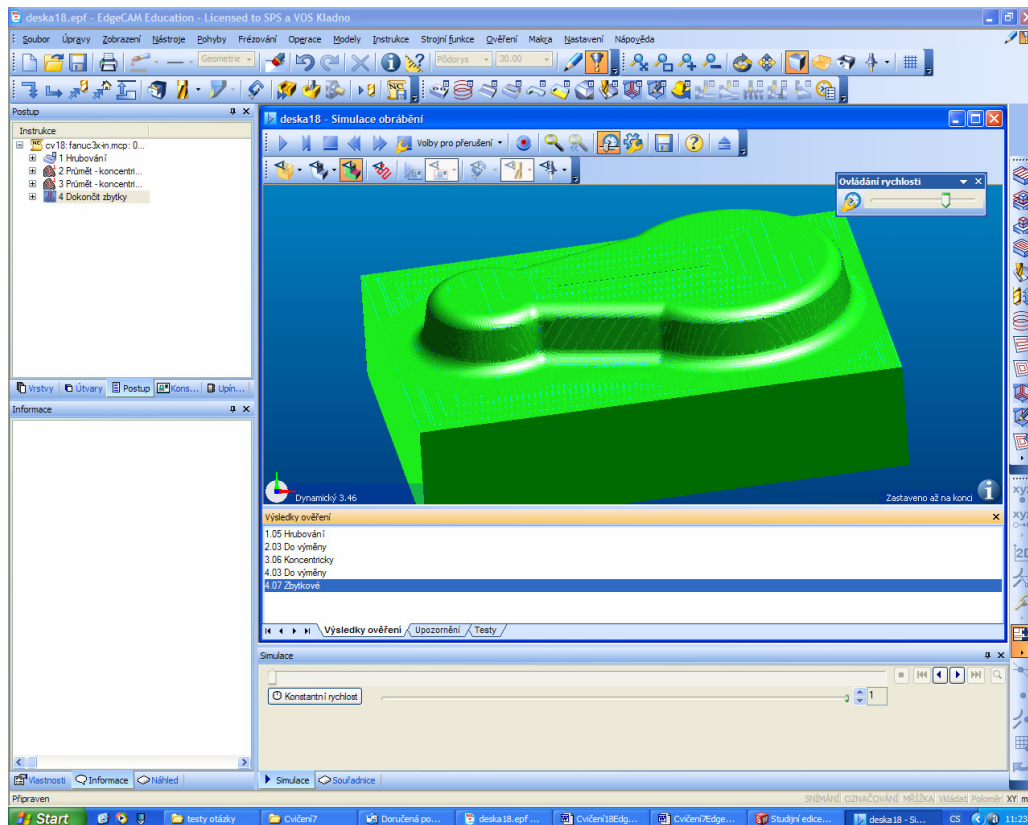 deska18.epf - EdgeCAM Education - Licensed to SPS a VOS Kladno
Soubor Úpravy Zobrazení Nástroje Pohyby Frézování Operace Modely Instrukce Strojní funkce Ověření Makra Nastavení Nápověda
Geometrie Půdorys 30.00
Postup
Instrukce
cv18: fanuc3x-in.mcp: 0...
1 Hrubování
2 Průmět - koncentri...
3 Průmět - koncentri...
4 Dokončit zbytky
deska18 - Simulace obrábění
Volby pro přerušení
Ovládání rychlosti
Dynamický 3.46
Zastaveno až na konci
Vrstvy Útvary Postup Kons... Upín...
Informace
Výsledky ověření
1.05 Hrubování
2.03 Do výměny
3.06 Koncentricky
4.03 Do výměny
4.07 Zbytkové
Výsledky ověření Upozornění Testy
Simulace
Konstantní rychlost
1
Vlastnosti Informace Náhled
Simulace Souřadnice
Připraven
SNÍMÁNÍ OZNAČOVÁNÍ MŘÍŽKA Vkládat Poloměr XY m
Start testy otázky Cvičení7 Doručená po... deska18.epf ... Cvičení18Edg... Cvičení7Edge... Studijní edice... deska18 - Si... CS 11:23